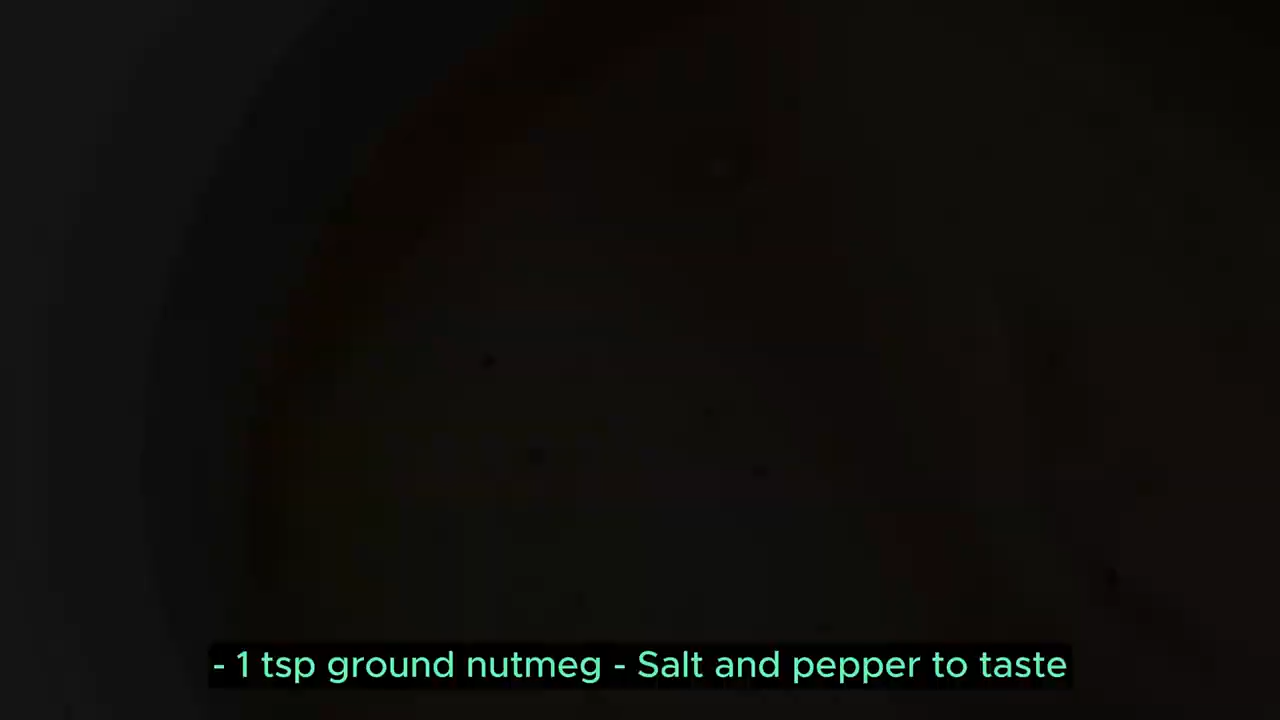 - 1 tsp ground nutmeg - Salt and pepper to taste